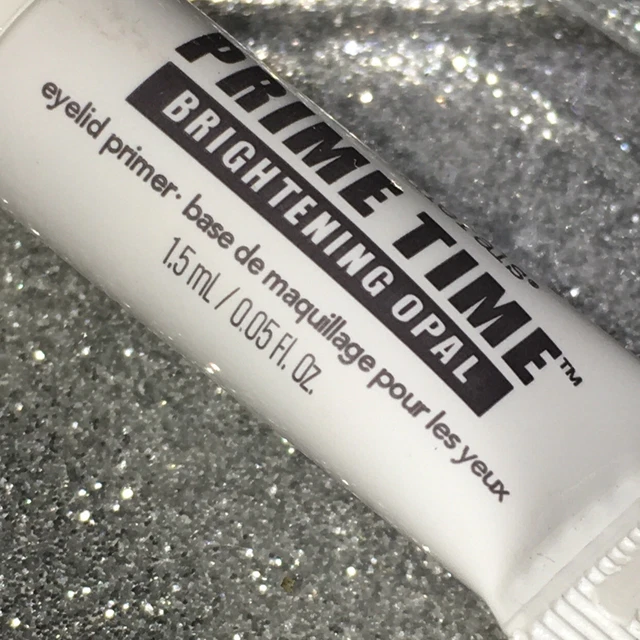 PRIME TIME™
BRIGHTENING OPAL
eyelid primer • base de maquillage pour les yeux
1.5 mL / 0.05 Fl. Oz.